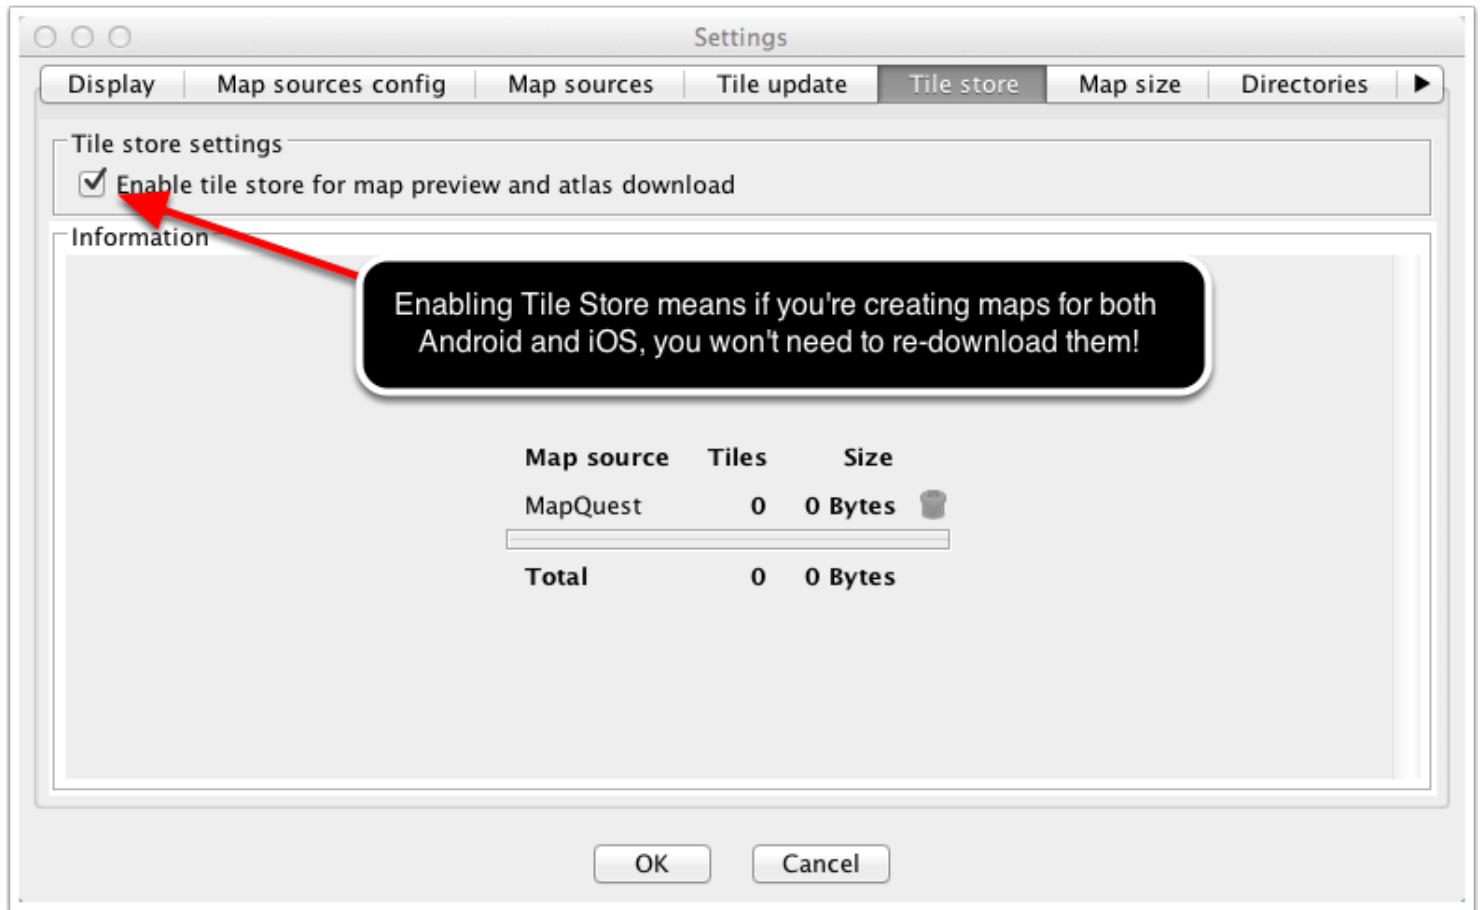 Settings
Display Map sources config Map sources Tile update Tile store Map size Directories
Tile store settings
Enable tile store for map preview and atlas download
Information
Enabling Tile Store means if you're creating maps for both
Android and iOS, you won't need to re-download them!
Map source Tiles Size
MapQuest 0 0 Bytes
Total 0 0 Bytes
OK Cancel